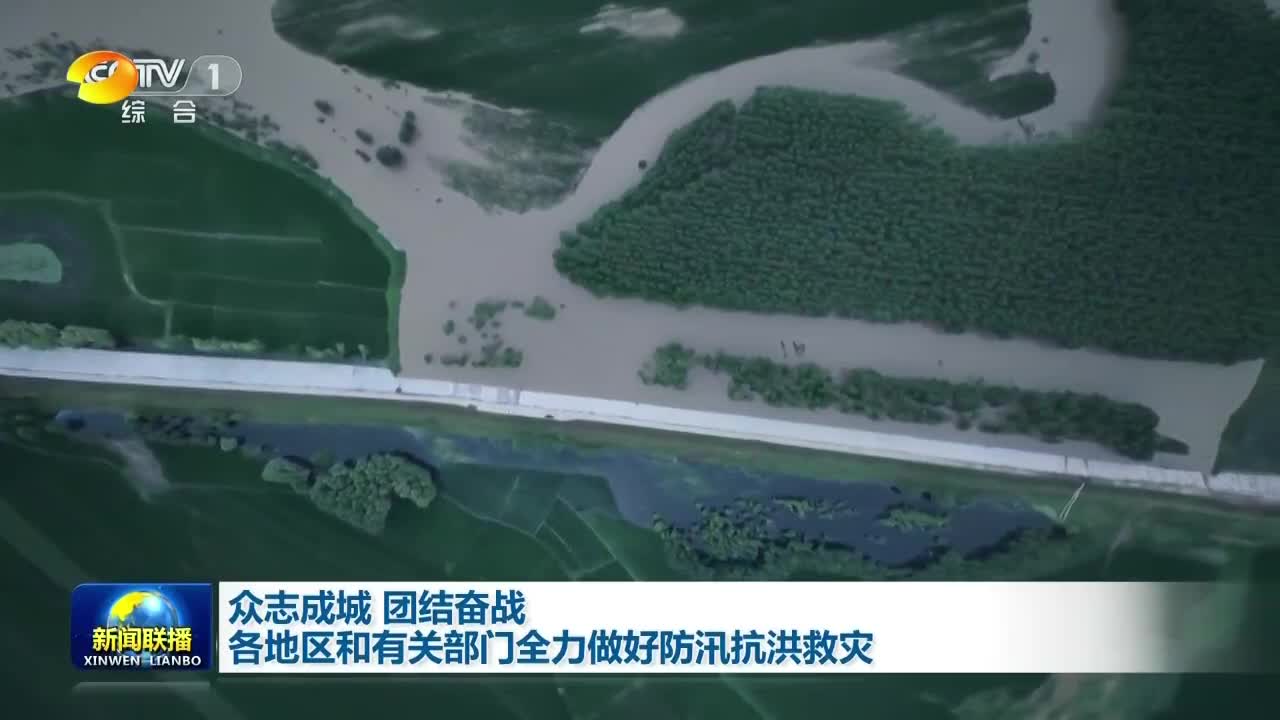 CCTV 1
综合
众志成城 团结奋战
各地区和有关部门全力做好防汛抗洪救灾
新闻联播
XINWEN LIANBO